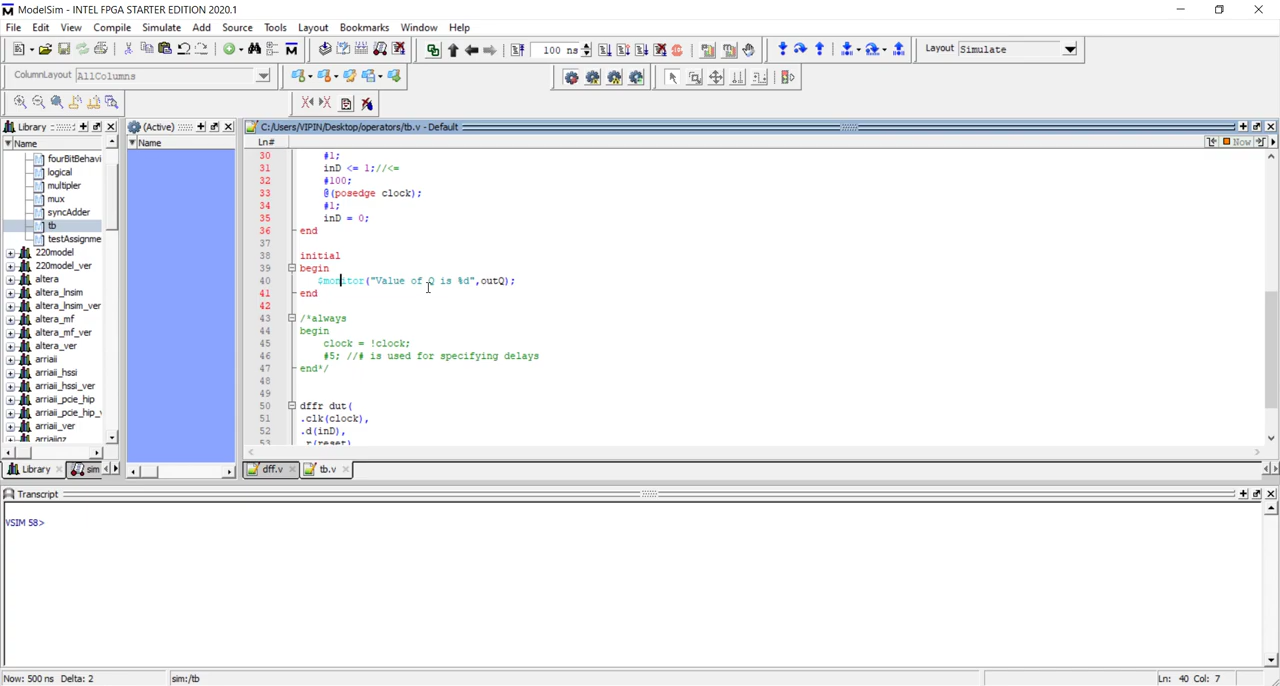 ModelSim - INTEL FPGA STARTER EDITION 2020.1
File Edit View Compile Simulate Add Source Tools Layout Bookmarks Window Help
100 ns
Layout Simulate
ColumnLayout AllColumns
Library
Name
fourBitBehavi
logical
multipler
mux
syncAdder
tb
testAssignme
220model
220model_ver
altera
altera_lnsim
altera_lnsim_ver
altera_mf
altera_mf_ver
altera_ver
arriaii
arriaii_hssi
arriaii_hssi_ver
arriaii_pcie_hip
arriaii_pcie_hip_
arriaii_ver
arriaiigz
Library sim
(Active)
Name
C:/Users/VIPIN/Desktop/operators/tb.v - Default
Ln#
Now
30 #1;
31 inD <= 1;//<=
32 #100;
33 @(posedge clock);
34 #1;
35 inD = 0;
36 end
37
38 initial
39 begin
40 $monitor("Value of Q is %d",outQ);
41 end
42
43 /*always
44 begin
45 clock = !clock;
46 #5; //# is used for specifying delays
47 end*/
48
49
50 dffr dut(
51 .clk(clock),
52 .d(inD),
53 .r(reset)
dff.v tb.v
Transcript
VSIM 58>
Now: 500 ns Delta: 2 sim:/tb Ln: 40 Col: 7